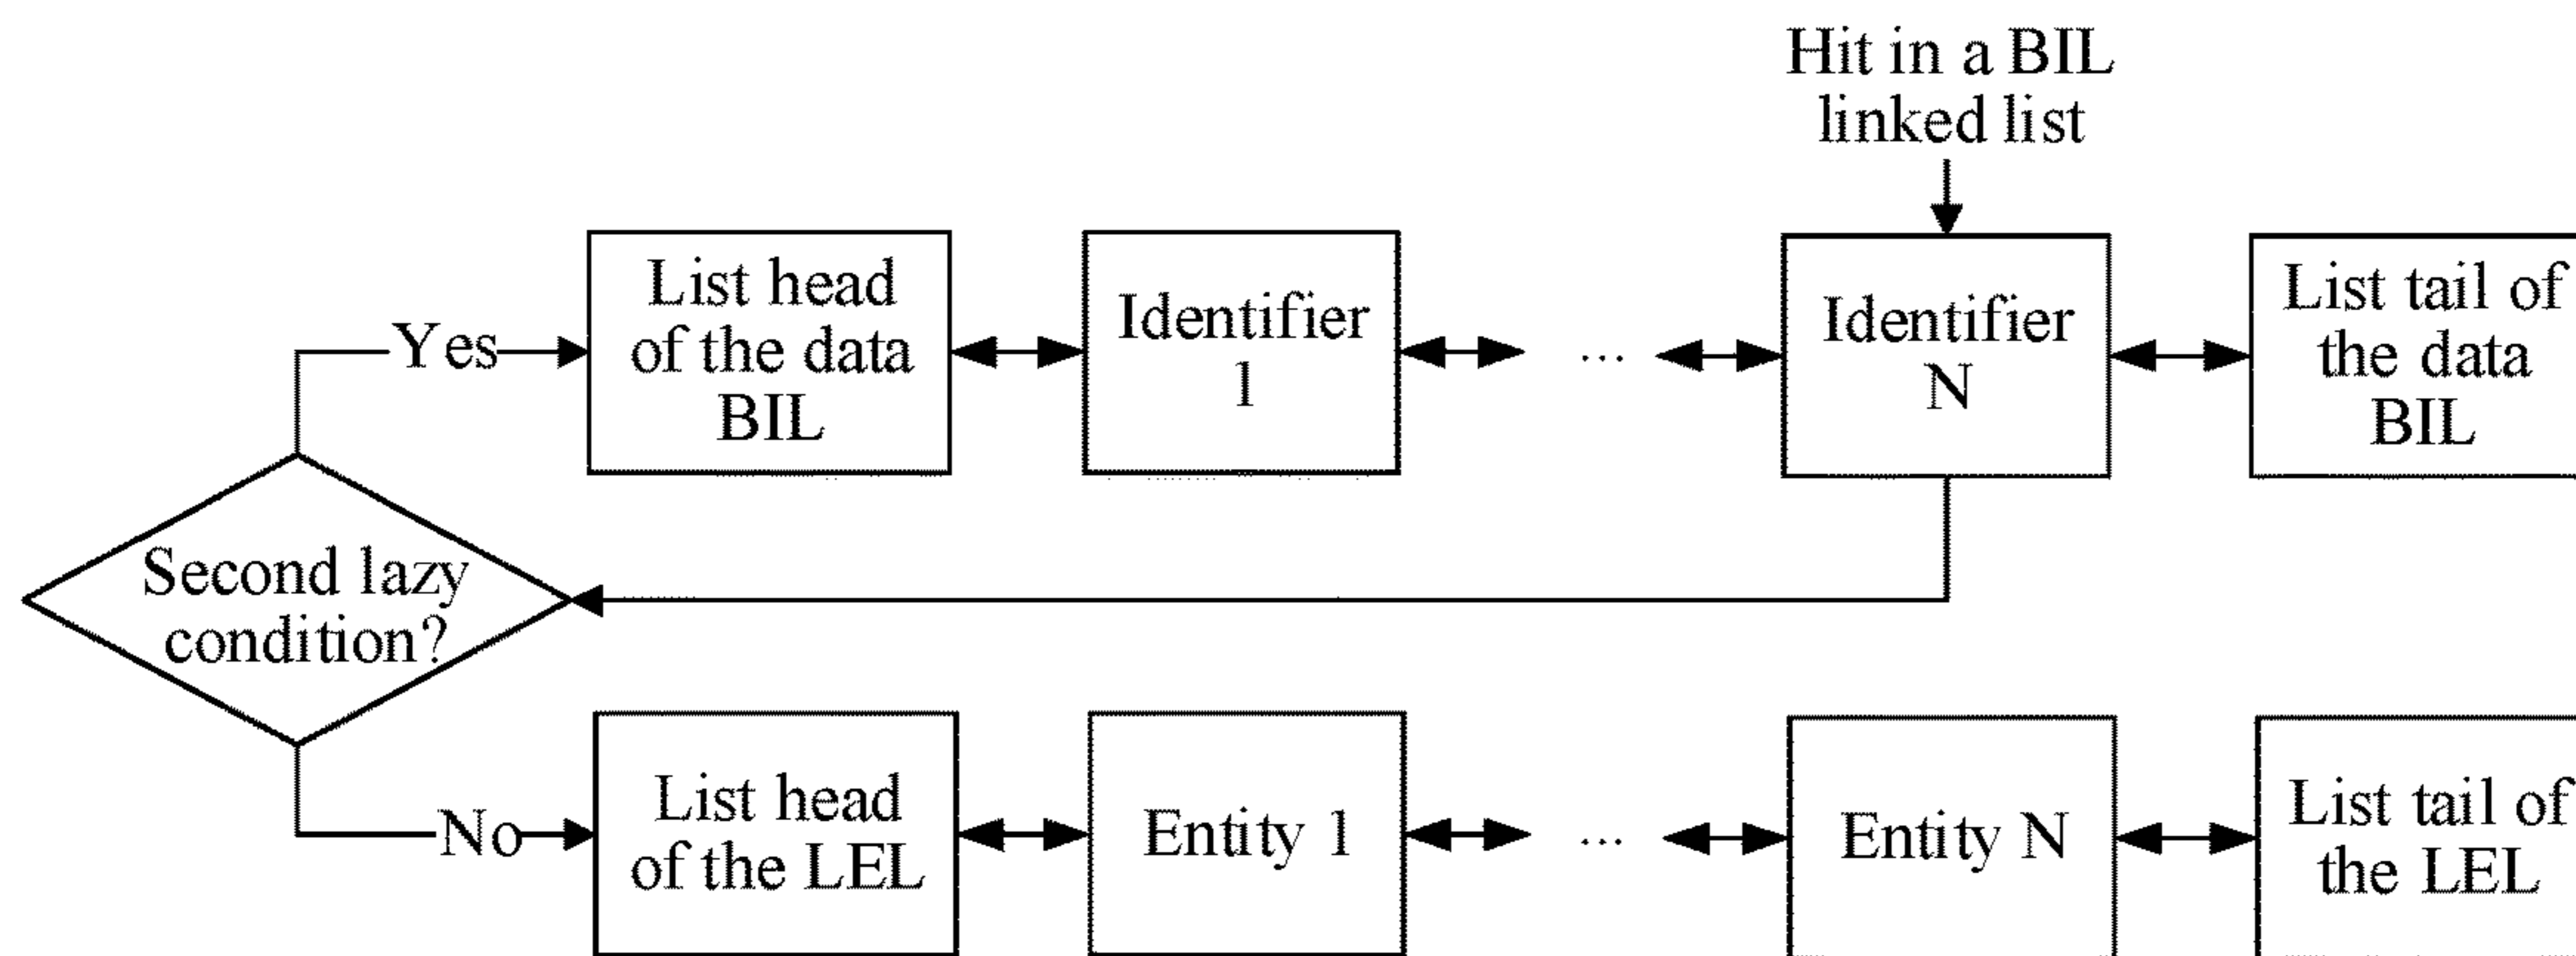 Hit in a BIL
linked list
List head
of the data
BIL
Identifier
1
...
Identifier
N
List tail of
the data
BIL
Yes
Second lazy
condition?
No
List head
of the LEL
Entity 1
...
Entity N
List tail of
the LEL